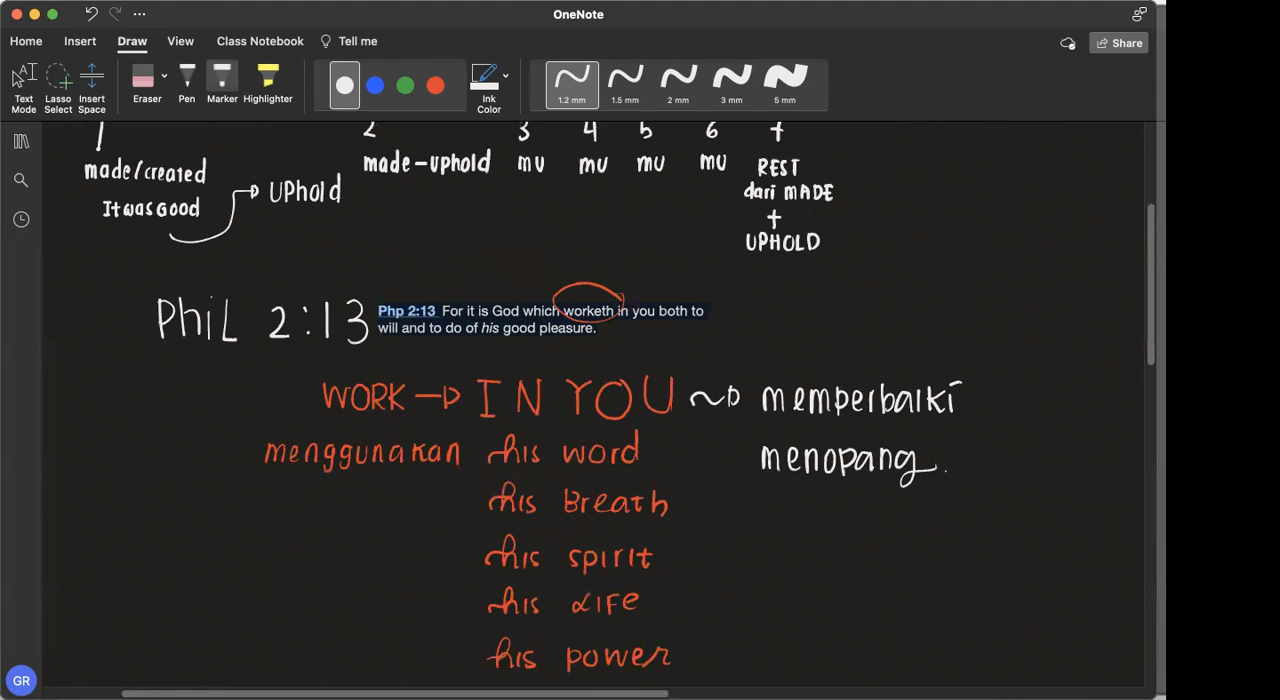 OneNote
Home Insert Draw View Class Notebook Tell me
Share
Text Mode
Lasso Select
Insert Space
Eraser
Pen
Marker
Highlighter
Ink Color
1.2 mm
1.5 mm
2 mm
3 mm
5 mm
1 2 3 4 5 6 7
made/created made-uphold mu mu mu mu REST
It was Good UPhold dari MADE
+
UPHOLD
PhiL 2:13
Php 2:13 For it is God which worketh in you both to
will and to do of his good pleasure.
WORK IN YOU memperbaiki
menggunakan his word menopang.
his Breath
his spirit
his LIFe
his power
GR